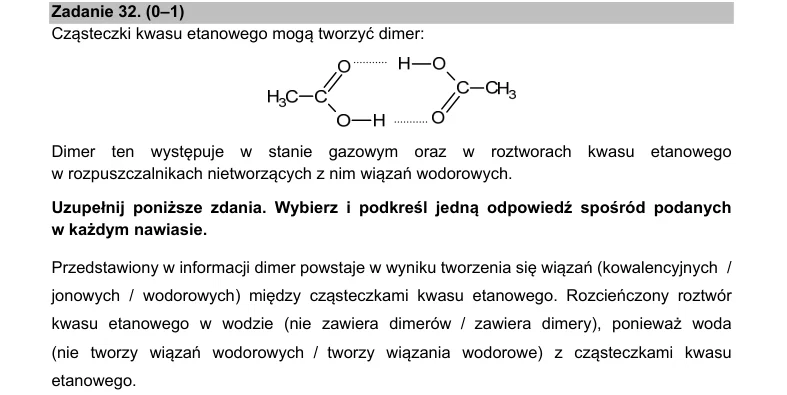 Zadanie 32. (0–1)
Cząsteczki kwasu etanowego mogą tworzyć dimer:
O H–O
H3C–C C–CH3
O–H O
Dimer ten występuje w stanie gazowym oraz w roztworach kwasu etanowego
w rozpuszczalnikach nietworzących z nim wiązań wodorowych.
Uzupełnij poniższe zdania. Wybierz i podkreśl jedną odpowiedź spośród podanych
w każdym nawiasie.
Przedstawiony w informacji dimer powstaje w wyniku tworzenia się wiązań (kowalencyjnych /
jonowych / wodorowych) między cząsteczkami kwasu etanowego. Rozcieńczony roztwór
kwasu etanowego w wodzie (nie zawiera dimerów / zawiera dimery), ponieważ woda
(nie tworzy wiązań wodorowych / tworzy wiązania wodorowe) z cząsteczkami kwasu
etanowego.